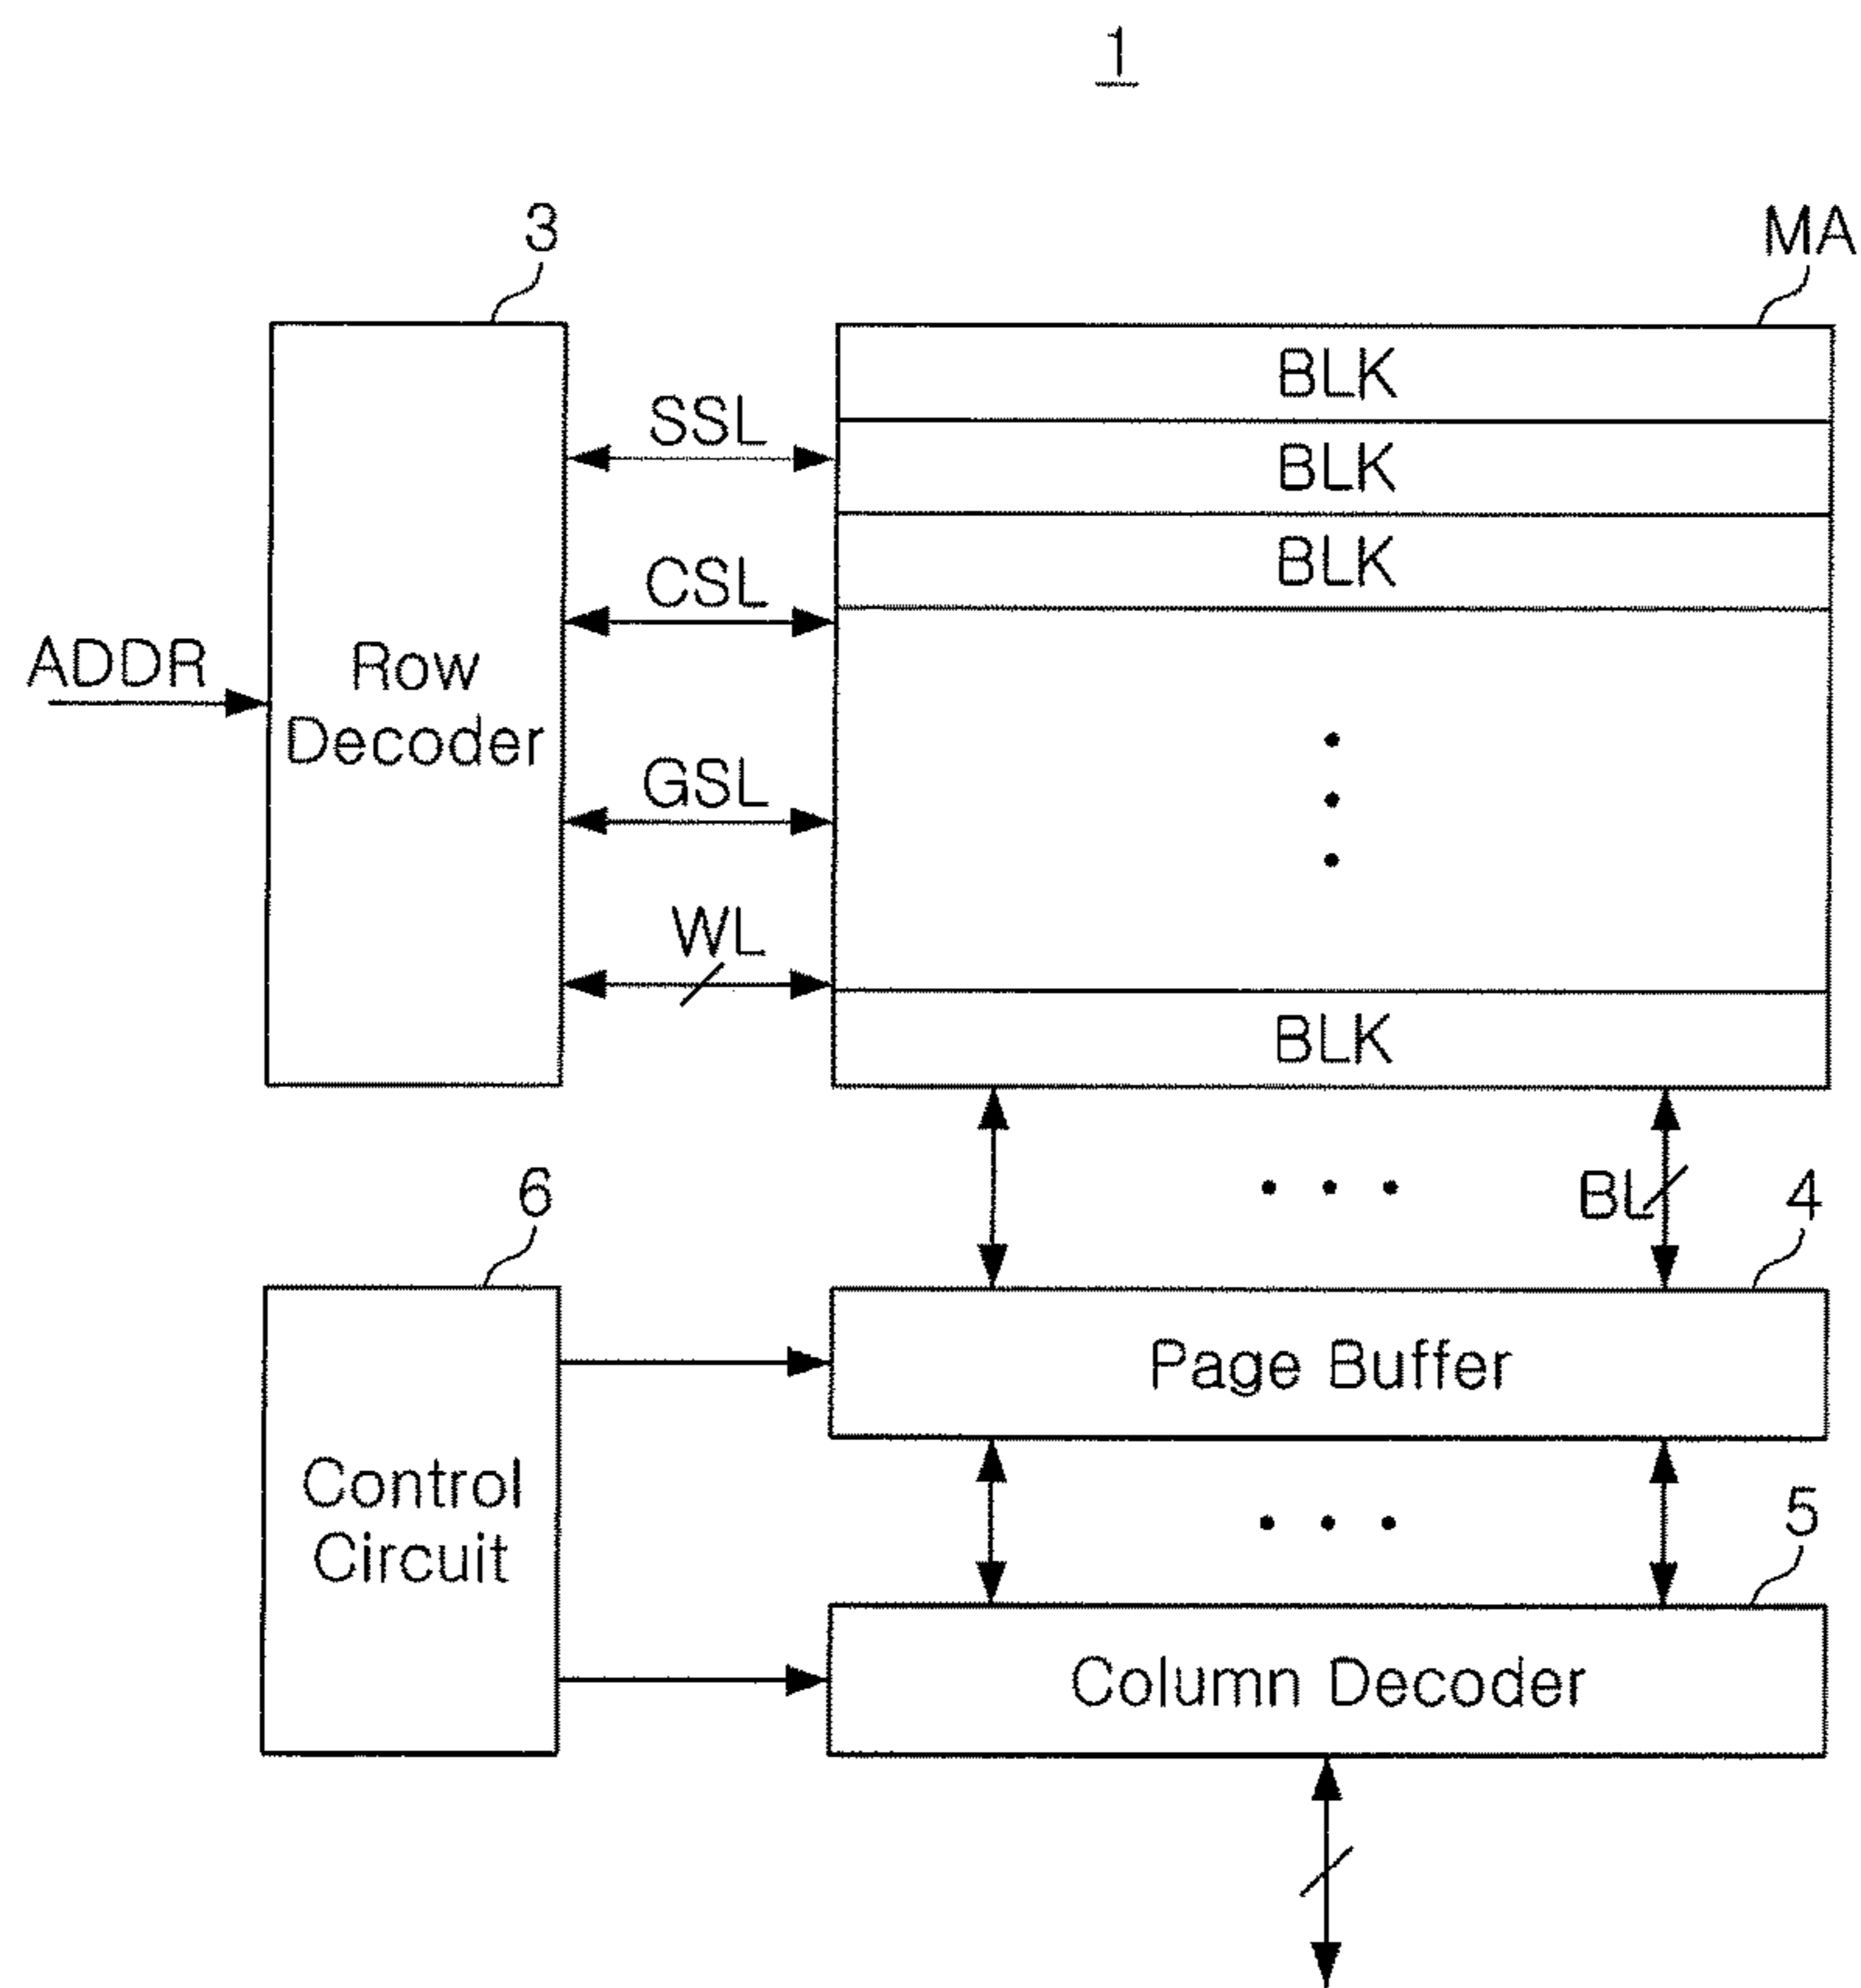 1
3
MA
BLK
SSL
BLK
BLK
CSL
ADDR
Row
Decoder
GSL
WL
BLK
6
BL
4
Page Buffer
Control
Circuit
5
Column Decoder